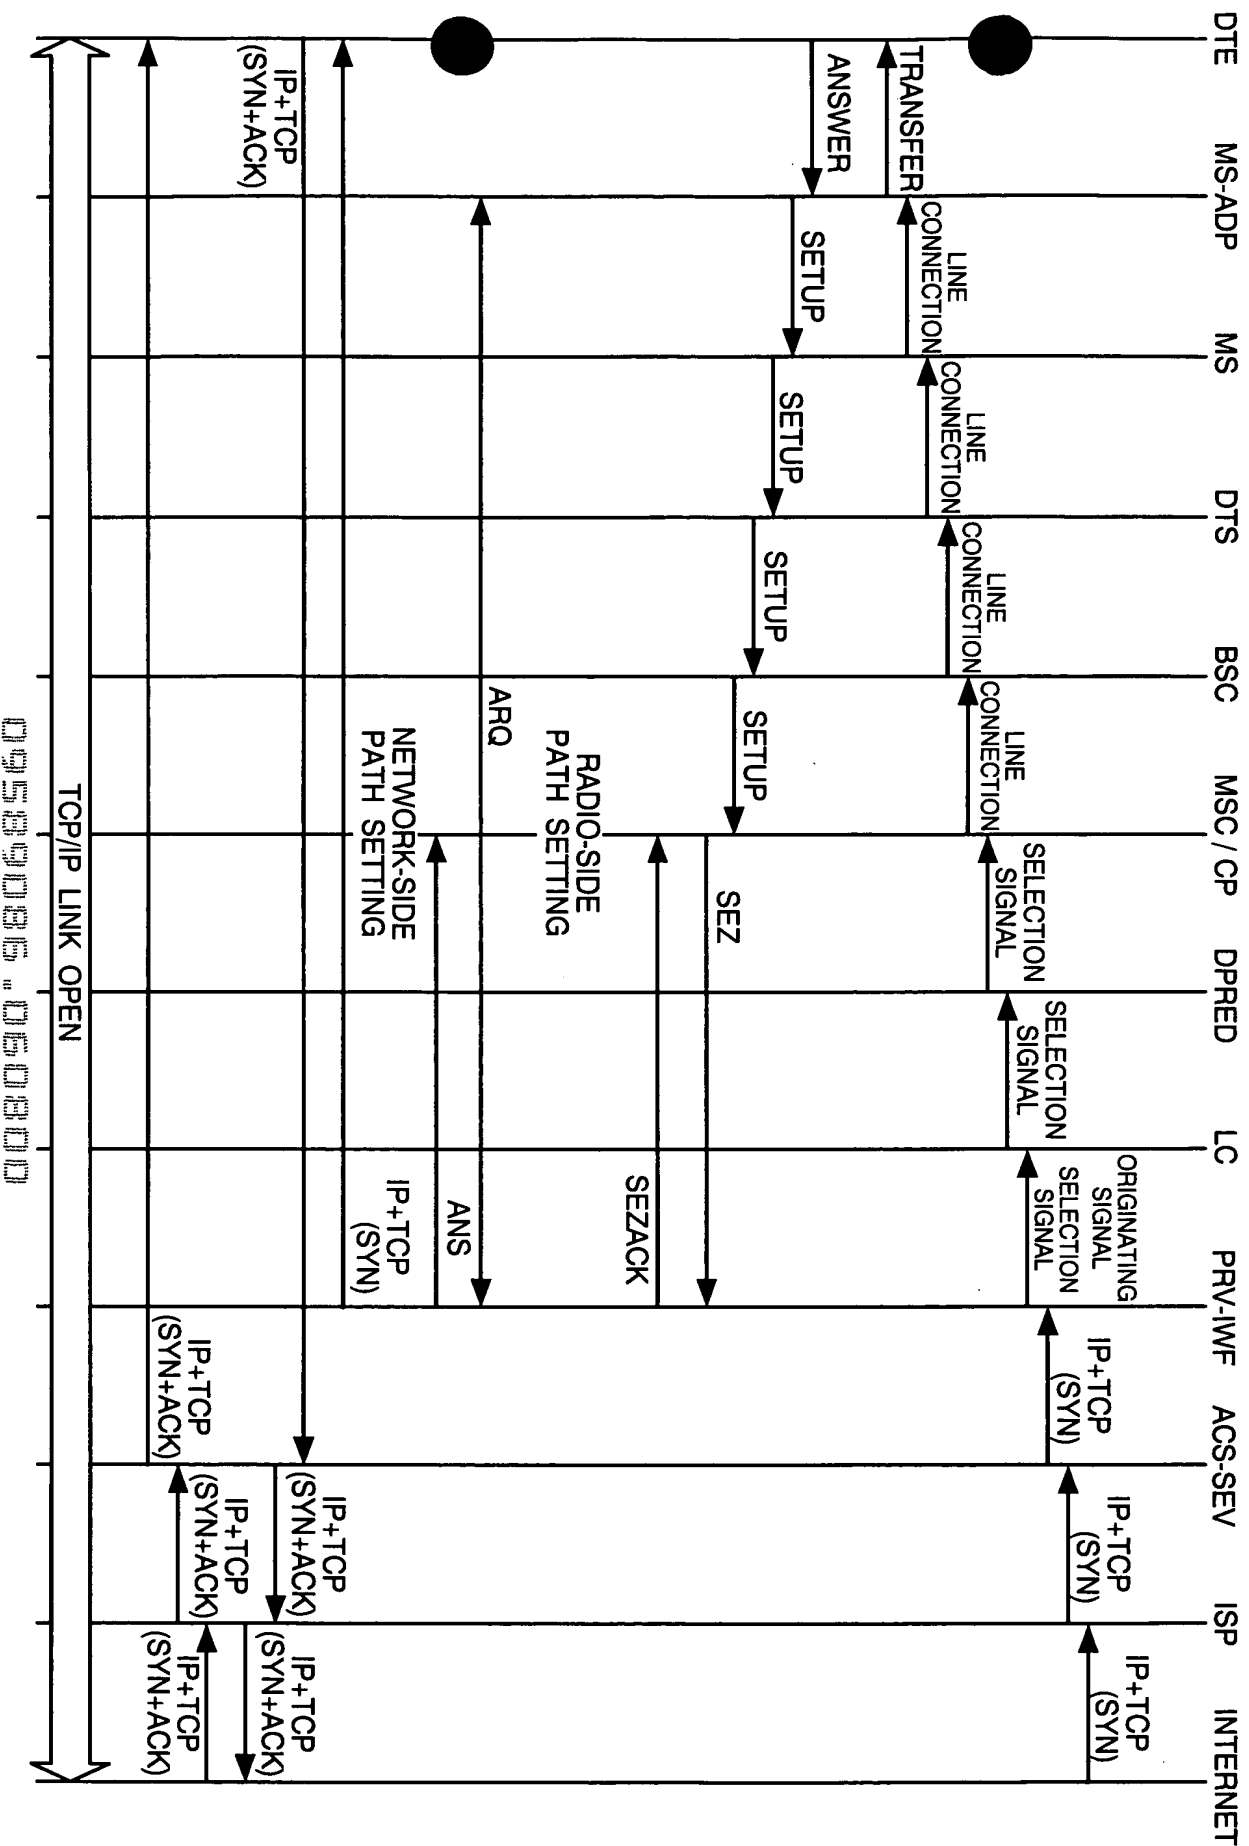 DTE
MS-ADP
MS
DTS
BSC
MSC / CP
DPRED
LC
PRV-IWF
ACS-SEV
ISP
INTERNET
IP+TCP
(SYN)
IP+TCP
(SYN)
IP+TCP
(SYN)
ORIGINATING
SIGNAL
SELECTION
SIGNAL
SELECTION
SIGNAL
SELECTION
SIGNAL
LINE
CONNECTION
LINE
CONNECTION
LINE
CONNECTION
LINE
CONNECTION
TRANSFER
ANSWER
SETUP
SETUP
SETUP
SETUP
SEZ
SEZACK
RADIO-SIDE
PATH SETTING
ARQ
ANS
NETWORK-SIDE
PATH SETTING
IP+TCP
(SYN)
IP+TCP
(SYN+ACK)
IP+TCP
(SYN+ACK)
IP+TCP
(SYN+ACK)
IP+TCP
(SYN+ACK)
IP+TCP
(SYN+ACK)
IP+TCP
(SYN+ACK)
TCP/IP LINK OPEN
09589086.060800